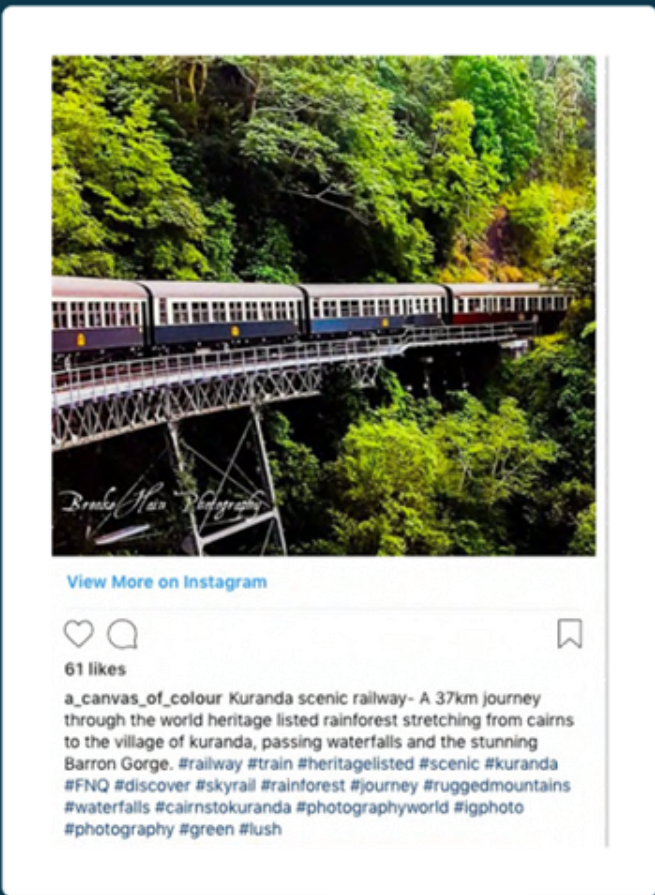 Brooke Hain Photography
View More on Instagram
61 likes
a_canvas_of_colour Kuranda scenic railway- A 37km journey
through the world heritage listed rainforest stretching from cairns
to the village of kuranda, passing waterfalls and the stunning
Barron Gorge. #railway #train #heritagelisted #scenic #kuranda
#FNQ #discover #skyrail #rainforest #journey #ruggedmountains
#waterfalls #cairnstokuranda #photographyworld #igphoto
#photography #green #lush